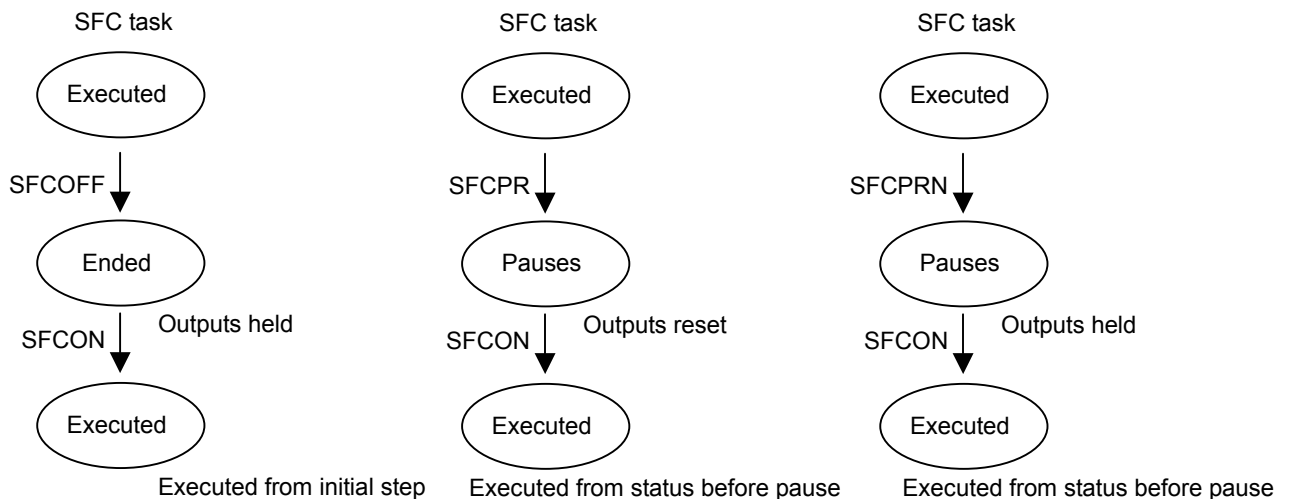 SFC task
Executed
SFCOFF
Ended
SFCON
Outputs held
Executed
Executed from initial step
SFC task
Executed
SFCPR
Pauses
SFCON
Outputs reset
Executed
Executed from status before pause
SFC task
Executed
SFCPRN
Pauses
SFCON
Outputs held
Executed
Executed from status before pause